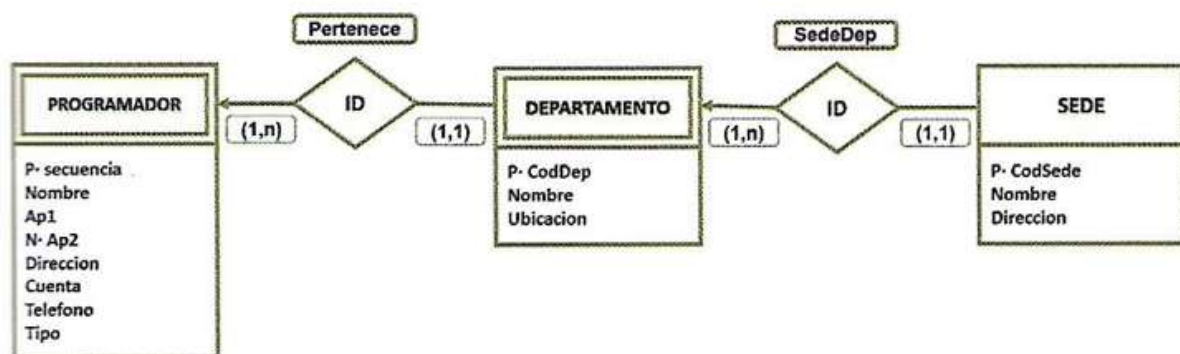 Pertenece
SedeDep
PROGRAMADOR
ID
DEPARTAMENTO
ID
SEDE
(1,n)
(1,1)
(1,n)
(1,1)
P· secuencia
Nombre
Ap1
N· Ap2
Direccion
Cuenta
Telefono
Tipo
P· CodDep
Nombre
Ubicacion
P· CodSede
Nombre
Direccion